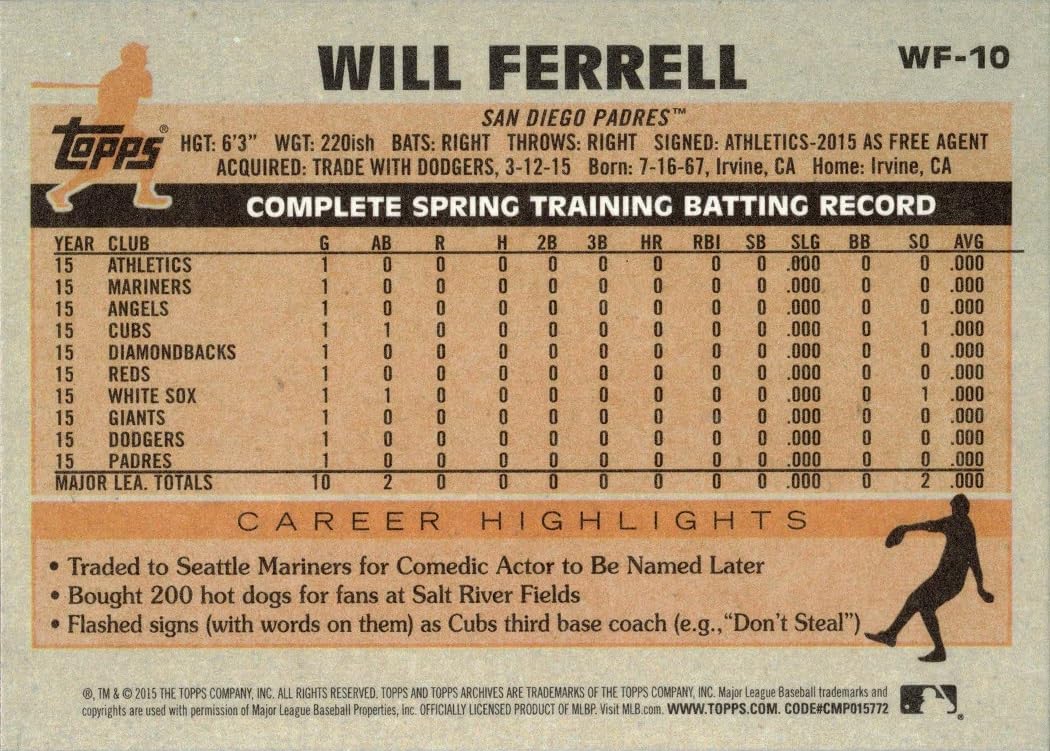 WILL FERRELL
WF-10
SAN DIEGO PADRES™
Topps®
HGT: 6'3" WGT: 220ish BATS: RIGHT THROWS: RIGHT SIGNED: ATHLETICS-2015 AS FREE AGENT
ACQUIRED: TRADE WITH DODGERS, 3-12-15 Born: 7-16-67, Irvine, CA Home: Irvine, CA
COMPLETE SPRING TRAINING BATTING RECORD
YEAR CLUB G AB R H 2B 3B HR RBI SB SLG BB SO AVG
15 ATHLETICS 1 0 0 0 0 0 0 0 0 .000 0 0 .000
15 MARINERS 1 0 0 0 0 0 0 0 0 .000 0 0 .000
15 ANGELS 1 0 0 0 0 0 0 0 0 .000 0 0 .000
15 CUBS 1 1 0 0 0 0 0 0 0 .000 0 1 .000
15 DIAMONDBACKS 1 0 0 0 0 0 0 0 0 .000 0 0 .000
15 REDS 1 0 0 0 0 0 0 0 0 .000 0 0 .000
15 WHITE SOX 1 1 0 0 0 0 0 0 0 .000 0 1 .000
15 GIANTS 1 0 0 0 0 0 0 0 0 .000 0 0 .000
15 DODGERS 1 0 0 0 0 0 0 0 0 .000 0 0 .000
15 PADRES 1 0 0 0 0 0 0 0 0 .000 0 0 .000
MAJOR LEA. TOTALS 10 2 0 0 0 0 0 0 0 .000 0 2 .000
CAREER HIGHLIGHTS
• Traded to Seattle Mariners for Comedic Actor to Be Named Later
• Bought 200 hot dogs for fans at Salt River Fields
• Flashed signs (with words on them) as Cubs third base coach (e.g.,"Don't Steal")
®, TM & © 2015 THE TOPPS COMPANY, INC. ALL RIGHTS RESERVED. TOPPS AND TOPPS ARCHIVES ARE TRADEMARKS OF THE TOPPS COMPANY, INC. Major League Baseball trademarks and
copyrights are used with permission of Major League Baseball Properties, Inc. OFFICIALLY LICENSED PRODUCT OF MLBP. Visit MLB.com. WWW.TOPPS.COM. CODE#CMP015772
®